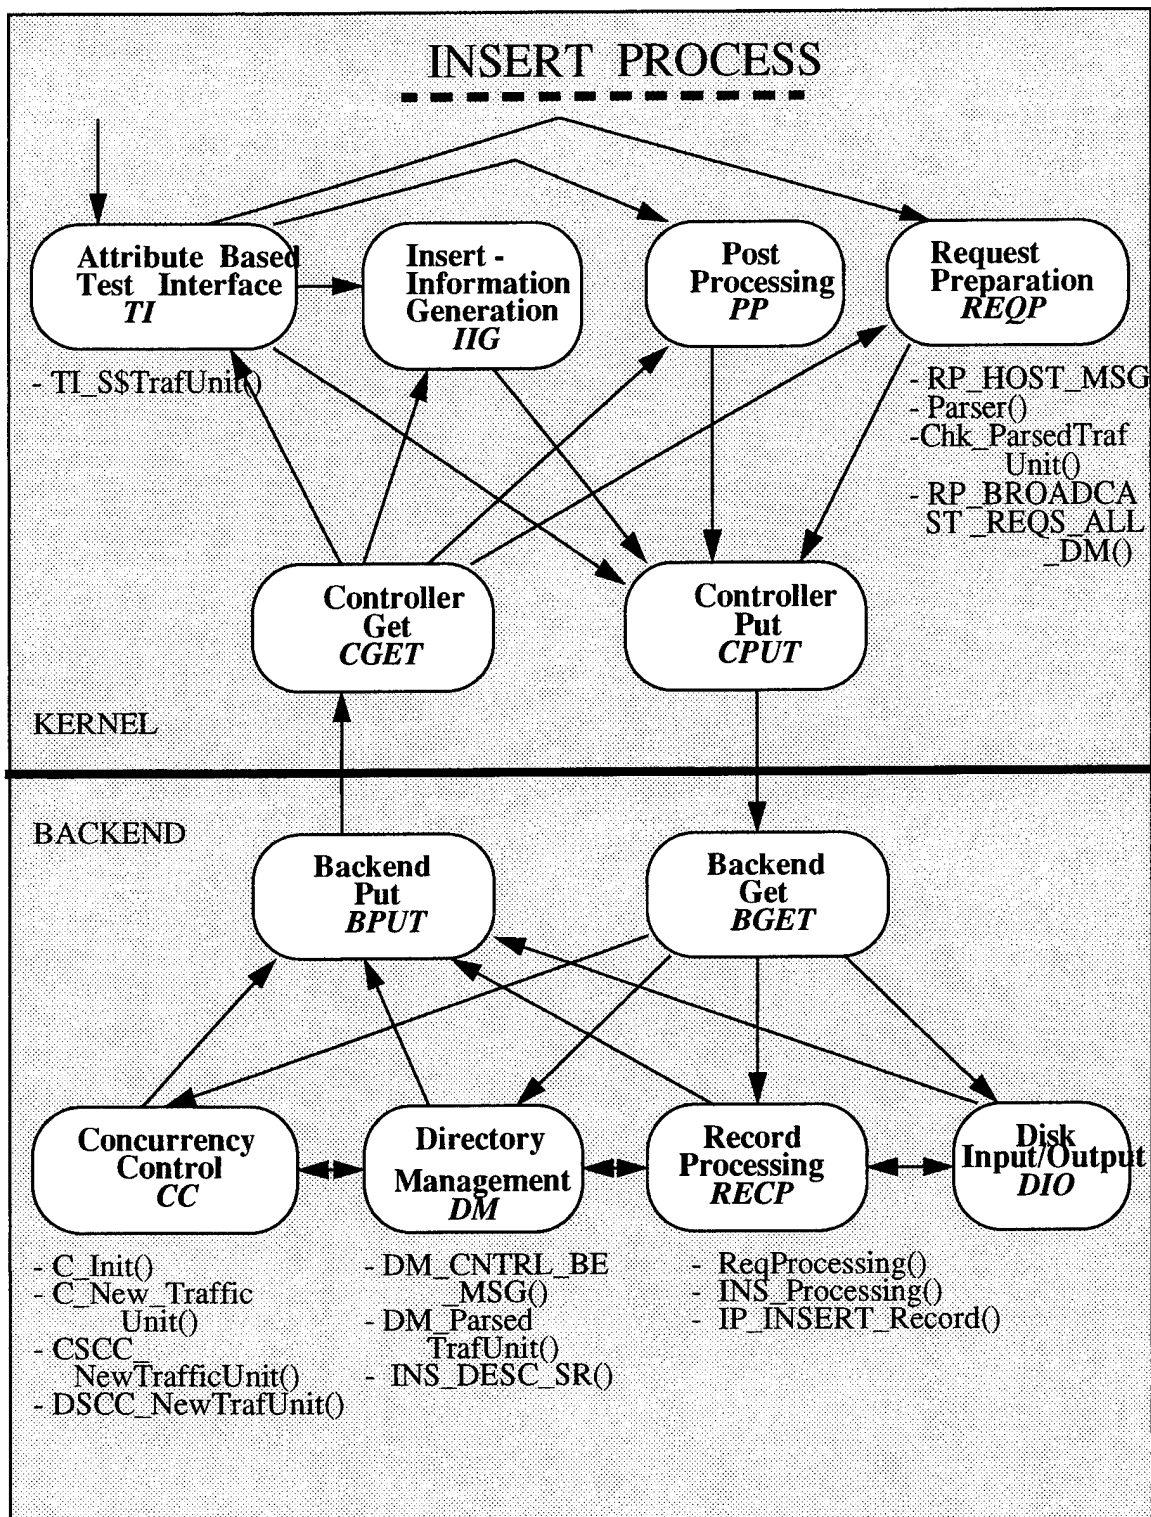 INSERT PROCESS
Attribute Based
Test Interface
TI
Insert -
Information
Generation
IIG
Post
Processing
PP
Request
Preparation
REQP
- TI_S$TrafUnit()
- RP_HOST_MSG
- Parser()
-Chk_ParsedTraf
Unit()
- RP_BROADCA
ST_REQS_ALL
_DM()
Controller
Get
CGET
Controller
Put
CPUT
KERNEL
BACKEND
Backend
Put
BPUT
Backend
Get
BGET
Concurrency
Control
CC
Directory
Management
DM
Record
Processing
RECP
Disk
Input/Output
DIO
- C_Init()
- C_New_Traffic
Unit()
- CSCC_
NewTrafficUnit()
- DSCC_NewTrafUnit()
- DM_CNTRL_BE
_MSG()
- DM_Parsed
TrafUnit()
- INS_DESC_SR()
- ReqProcessing()
- INS_Processing()
- IP_INSERT_Record()